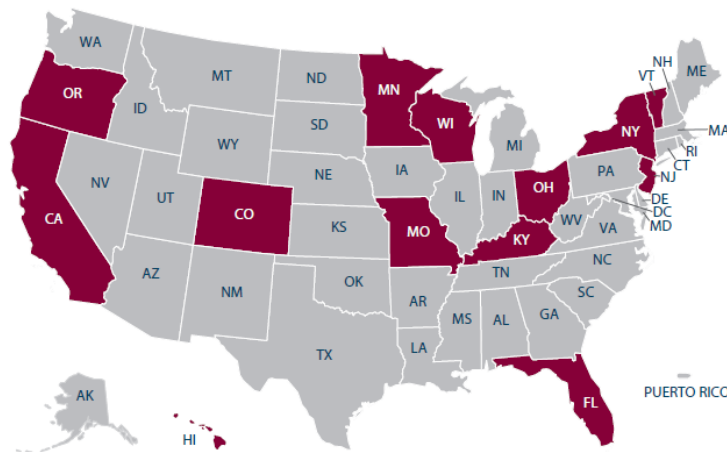 WA
NH
VT
ME
MT
ND
MN
OR
ID
SD
WI
NY
MA
WY
MI
RI
CT
IA
NE
PA
NJ
NV
OH
IL
IN
DE
UT
DC
CA
CO
WV
MD
KS
MO
VA
KY
NC
TN
AZ
OK
NM
AR
SC
MS
AL
GA
LA
TX
AK
PUERTO RICO
FL
HI